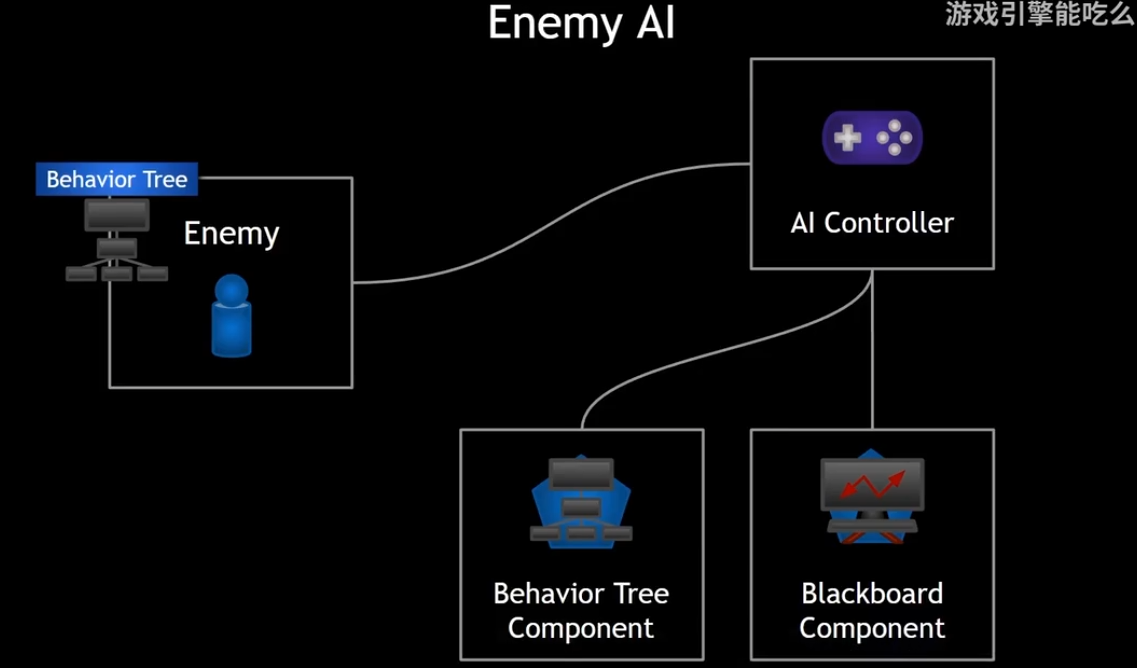 Enemy AI
游戏引擎能吃么
Behavior Tree
Enemy
AI Controller
Behavior Tree
Component
Blackboard
Component